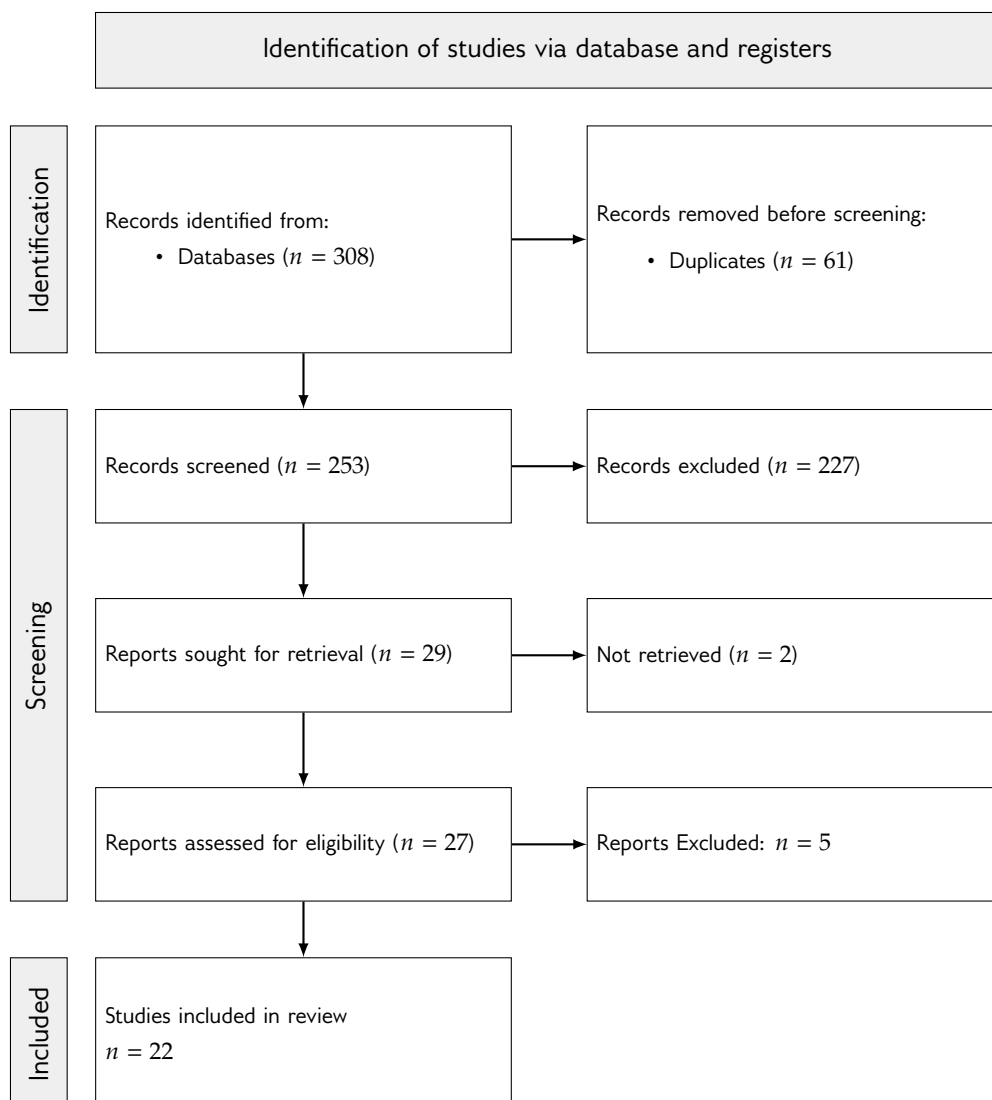 Identification of studies via database and registers
Identification
Records identified from:
• Databases (n = 308)
Records removed before screening:
• Duplicates (n = 61)
Screening
Records screened (n = 253)
Records excluded (n = 227)
Reports sought for retrieval (n = 29)
Not retrieved (n = 2)
Reports assessed for eligibility (n = 27)
Reports Excluded: n = 5
Included
Studies included in review
n = 22